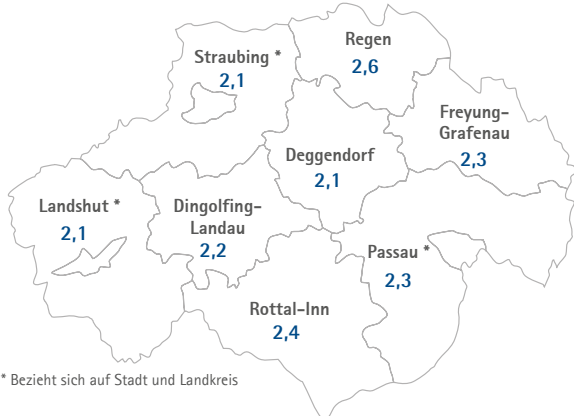 Regen
2,6
Straubing *
2,1
Freyung-
Grafenau
2,3
Deggendorf
2,1
Landshut *
2,1
Dingolfing-
Landau
2,2
Passau *
2,3
Rottal-Inn
2,4
* Bezieht sich auf Stadt und Landkreis